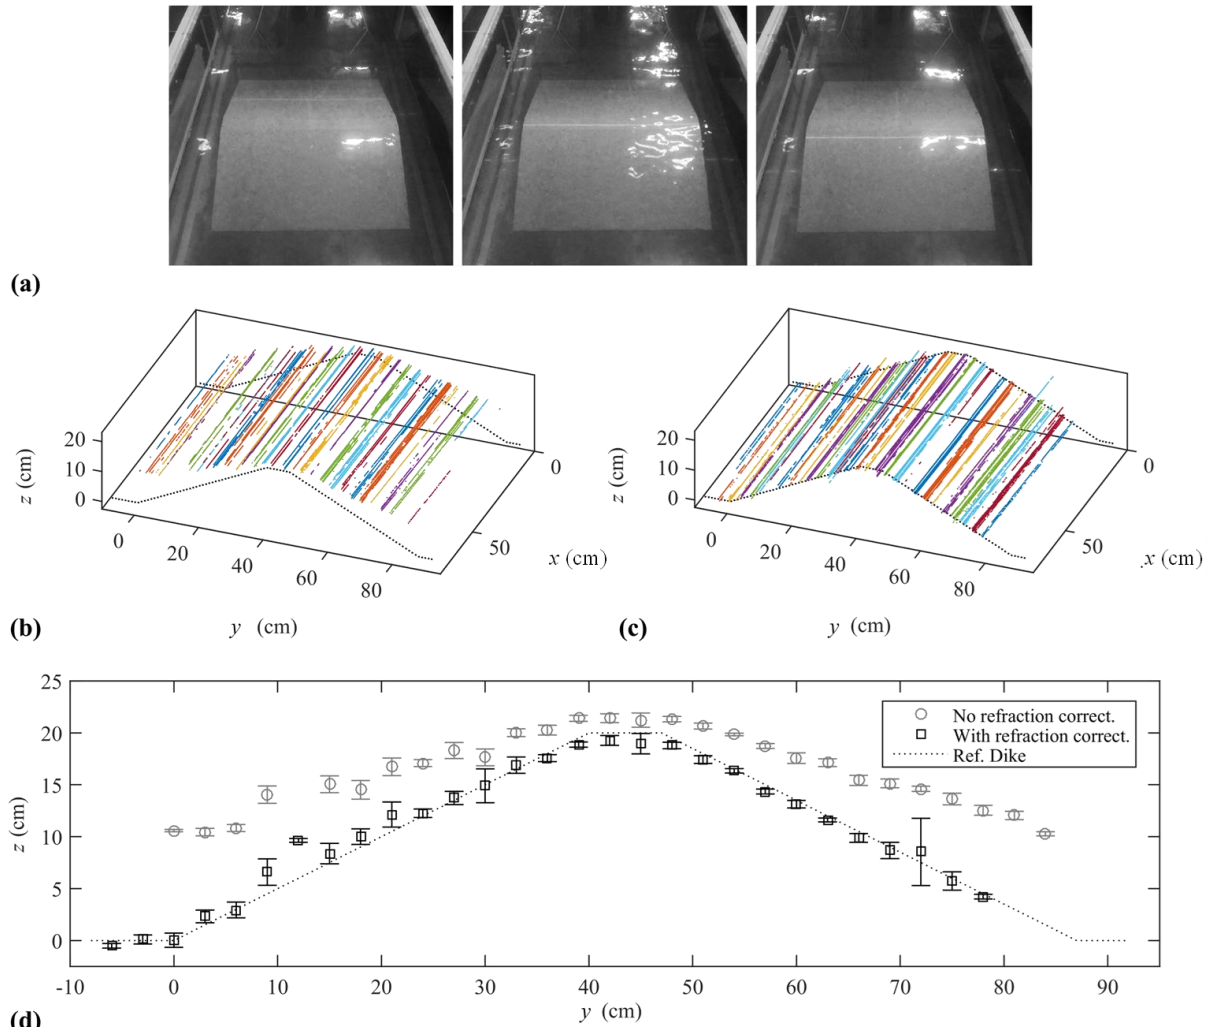 (a)
20
10
0
z (cm)
0
20
40
60
80
0
50
x (cm)
y (cm)
(b)
20
10
0
z (cm)
0
20
40
60
80
0
50
x (cm)
y (cm)
(c)
25
20
15
10
5
0
z (cm)
No refraction correct.
With refraction correct.
Ref. Dike
-10 0 10 20 30 40 50 60 70 80 90
y (cm)
(d)